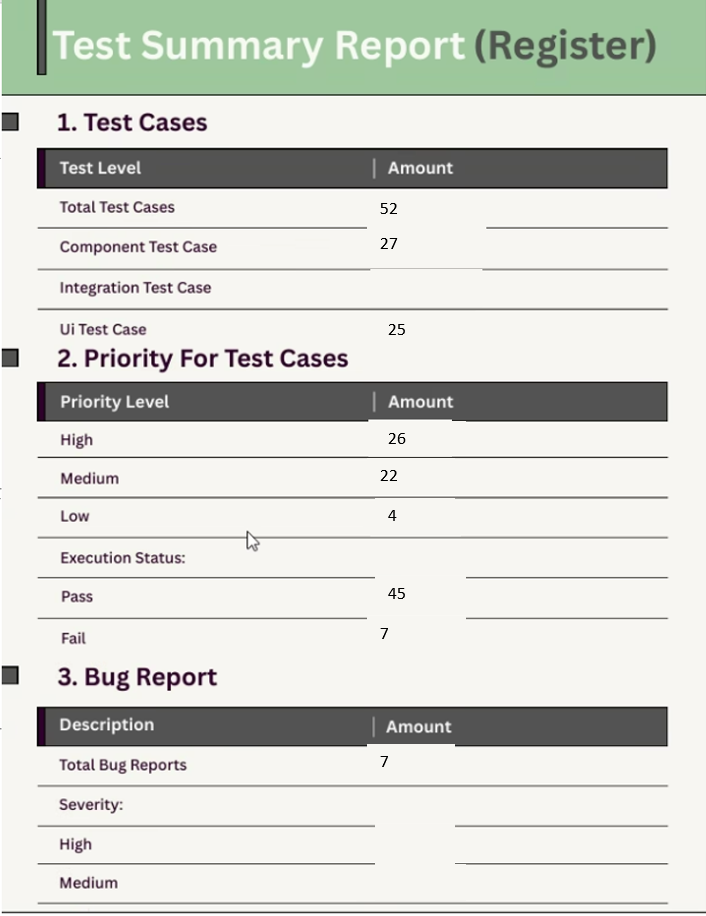 Test Summary Report (Register)
1. Test Cases
Test Level | Amount
Total Test Cases 52
Component Test Case 27
Integration Test Case
Ui Test Case 25
2. Priority For Test Cases
Priority Level | Amount
High 26
Medium 22
Low 4
Execution Status:
Pass 45
Fail 7
3. Bug Report
Description | Amount
Total Bug Reports 7
Severity:
High
Medium